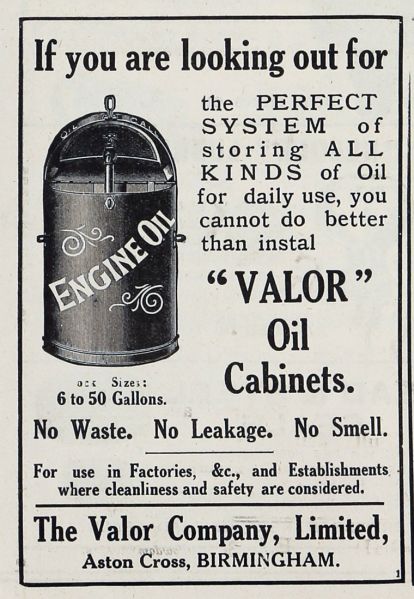 If you are looking out for
the PERFECT
SYSTEM of
storing ALL
KINDS of Oil
for daily use, you
cannot do better
than instal
ENGINE OIL
"VALOR"
Oil
Cabinets.
Sizes:
6 to 50 Gallons.
No Waste. No Leakage. No Smell.
For use in Factories, &c., and Establishments
where cleanliness and safety are considered.
The Valor Company, Limited,
Aston Cross, BIRMINGHAM.
1